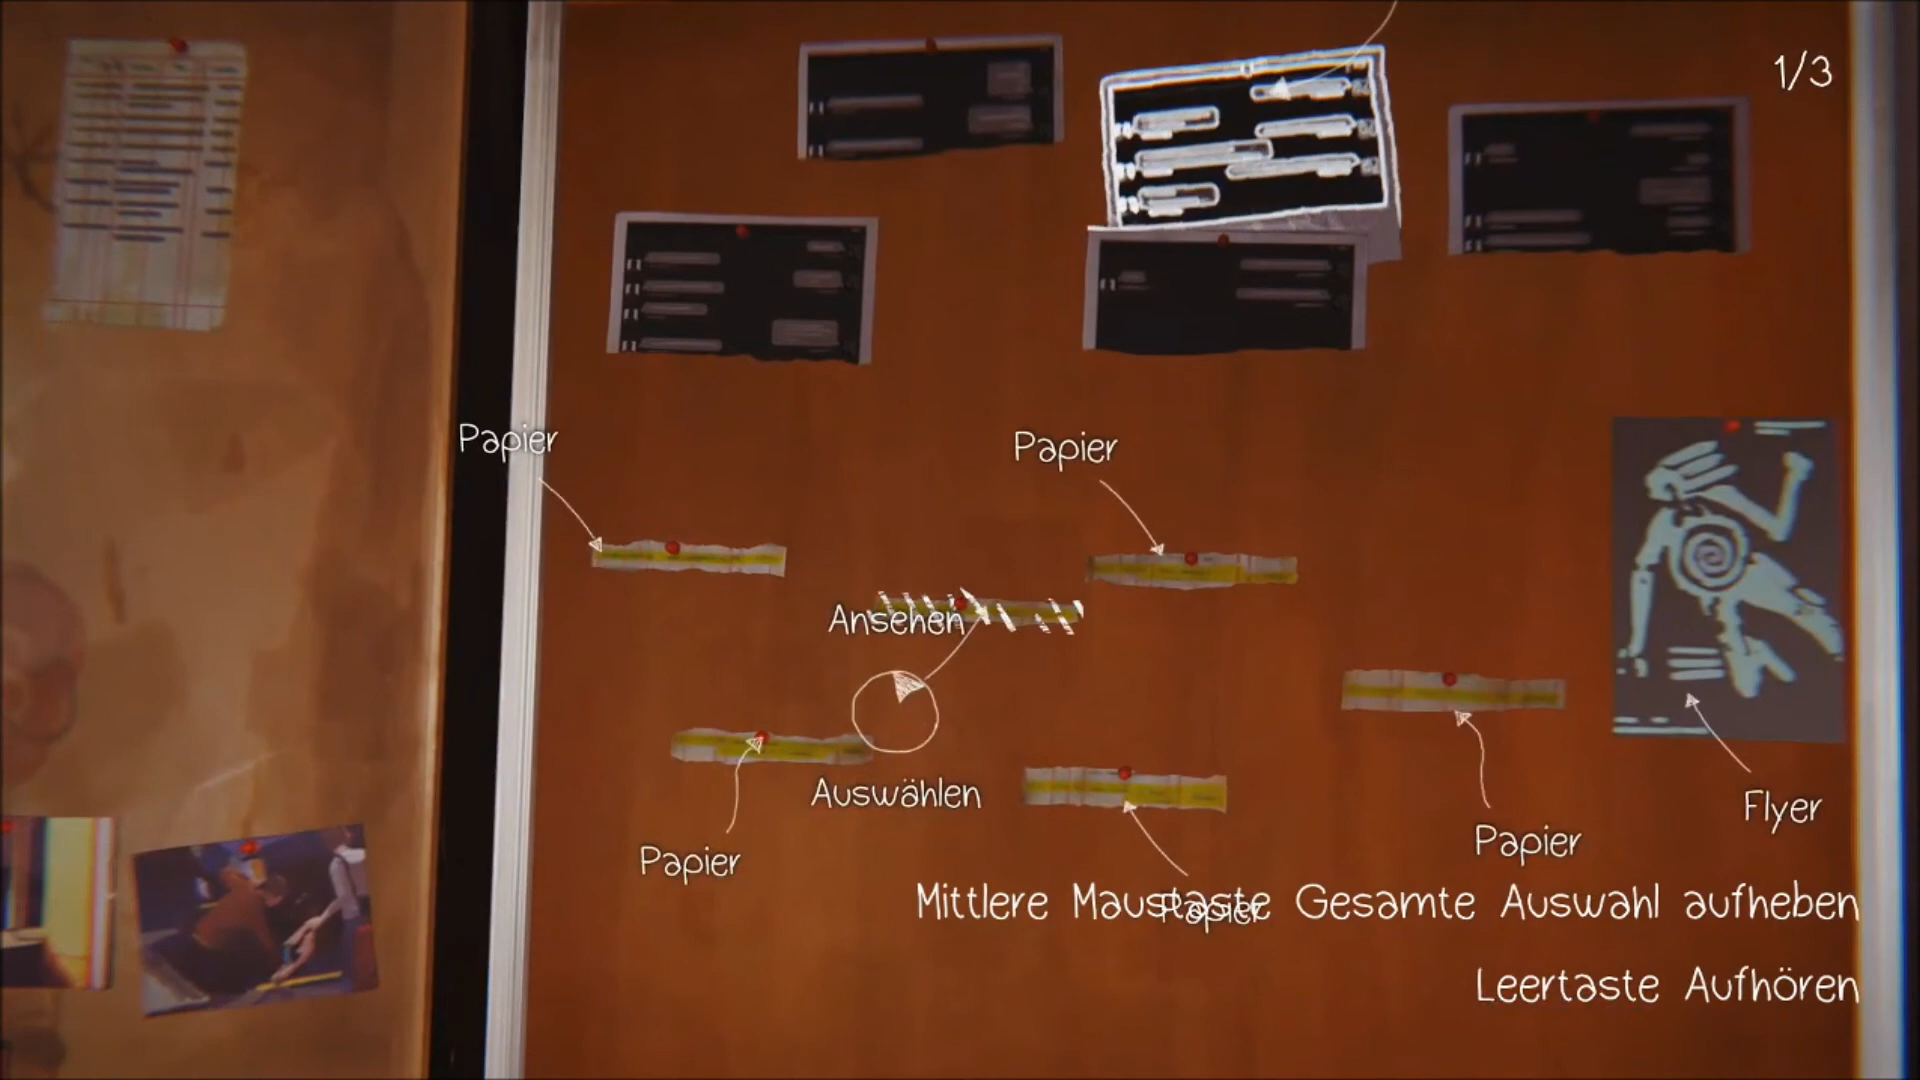 1/3
Papier
Papier
Ansehen
Auswählen
Papier
Papier
Flyer
Papier
Mittlere Maustaste Gesamte Auswahl aufheben
Leertaste Aufhören